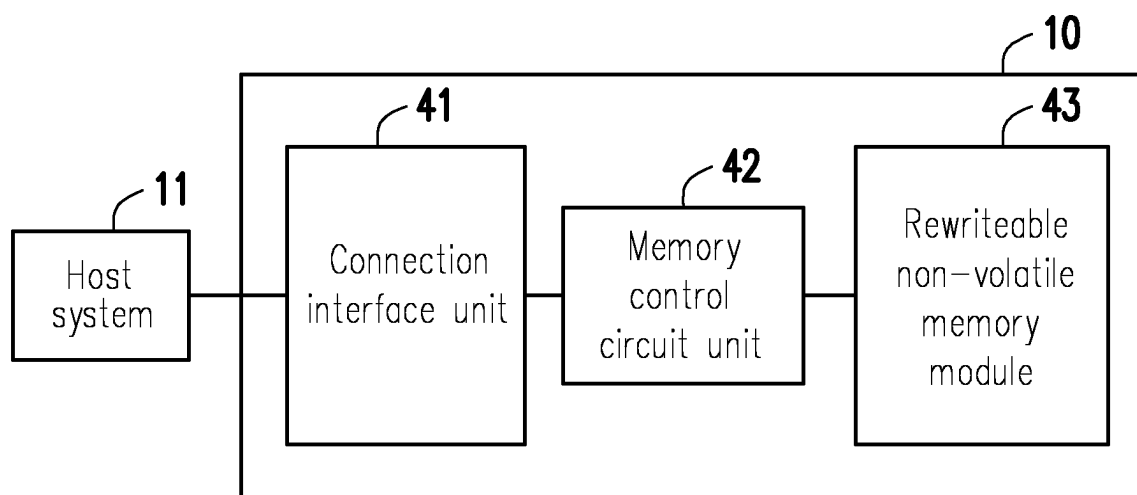 10
41
43
42
11
Host
system
Connection
interface unit
Memory
control
circuit unit
Rewriteable
non-volatile
memory
module